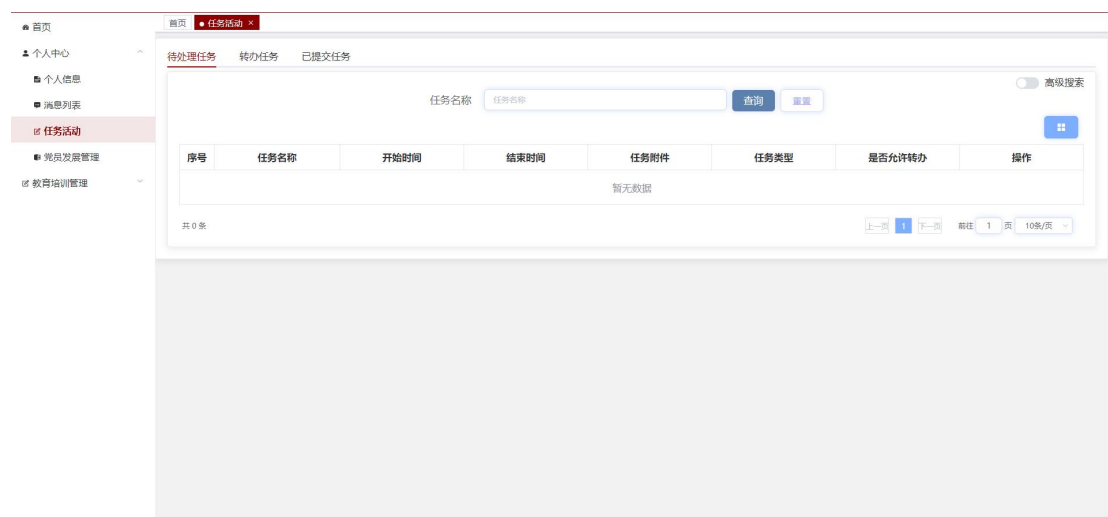 首页
个人中心
个人信息
消息列表
任务活动
党员发展管理
教育培训管理
首页 任务活动 ×
待处理任务 转办任务 已提交任务
高级搜索
任务名称 任务名称 查询 重置
序号 任务名称 开始时间 结束时间 任务附件 任务类型 是否允许转办 操作
暂无数据
共 0 条 上一页 1 下一页 前往 1 页 10条/页